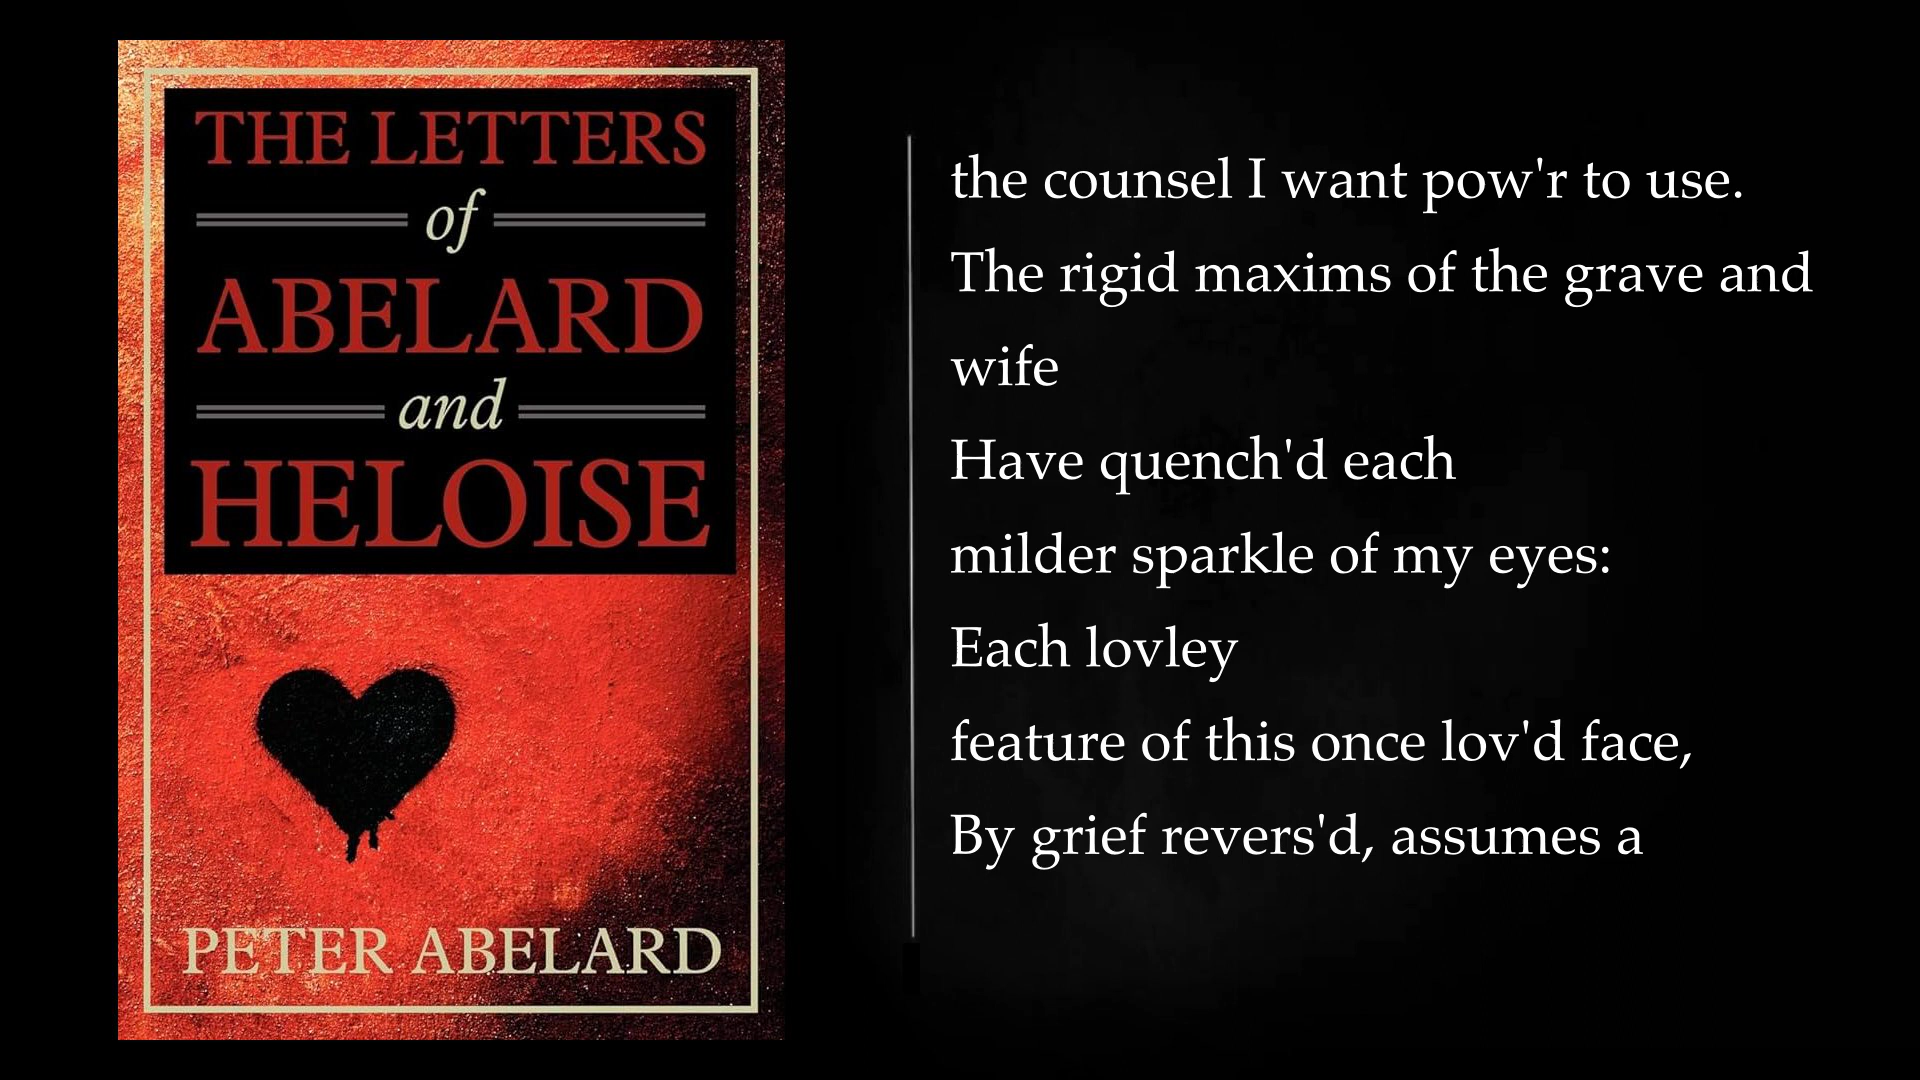 THE LETTERS
of
ABELARD
and
HELOISE
PETER ABELARD
the counsel I want pow'r to use.
The rigid maxims of the grave and
wife
Have quench'd each
milder sparkle of my eyes:
Each lovley
feature of this once lov'd face,
By grief revers'd, assumes a